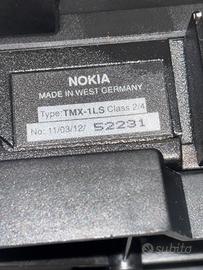 NOKIA
MADE IN WEST GERMANY
Type: TMX-1LS Class 2/4
No: 11/03/12/ 52231
subito